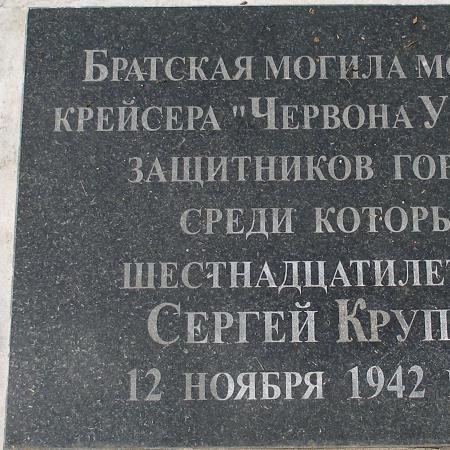 БРАТСКАЯ МОГИЛА МО
КРЕЙСЕРА "ЧЕРВОНА У
ЗАЩИТНИКОВ ГОР
СРЕДИ КОТОРЫ
ШЕСТНАДЦАТИЛЕТ
СЕРГЕЙ КРУП
12 НОЯБРЯ 1942